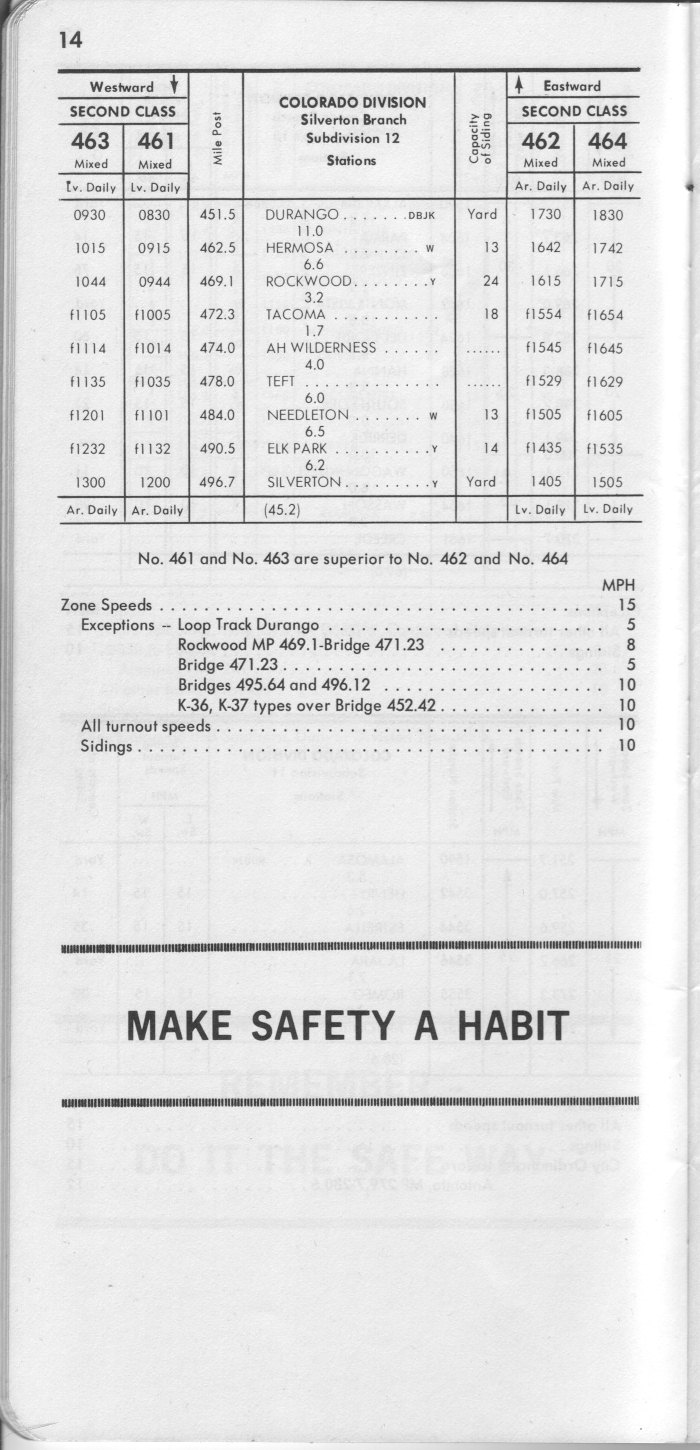 14
Westward Eastward
SECOND CLASS Mile Post COLORADO DIVISION Capacity of Siding SECOND CLASS
Silverton Branch
463 461 Subdivision 12 462 464
Mixed Mixed Stations Mixed Mixed
Lv. Daily Lv. Daily Ar. Daily Ar. Daily
0930 0830 451.5 DURANGO . . . . . . . DBJK Yard 1730 1830
11.0
1015 0915 462.5 HERMOSA . . . . . . . . W 13 1642 1742
6.6
1044 0944 469.1 ROCKWOOD. . . . . . . . Y 24 1615 1715
3.2
f1105 f1005 472.3 TACOMA . . . . . . . . . . . 18 f1554 f1654
1.7
f1114 f1014 474.0 AH WILDERNESS . . . . . . ...... f1545 f1645
4.0
f1135 f1035 478.0 TEFT . . . . . . . . . . . . . . ...... f1529 f1629
6.0
f1201 f1101 484.0 NEEDLETON . . . . . . . W 13 f1505 f1605
6.5
f1232 f1132 490.5 ELK PARK . . . . . . . . . . Y 14 f1435 f1535
6.2
1300 1200 496.7 SILVERTON . . . . . . . . . Y Yard 1405 1505
Ar. Daily Ar. Daily (45.2) Lv. Daily Lv. Daily
No. 461 and No. 463 are superior to No. 462 and No. 464
MPH
Zone Speeds . . . . . . . . . . . . . . . . . . . . 15
Exceptions -- Loop Track Durango . . . . . . . . . . . . . . . . 5
Rockwood MP 469.1-Bridge 471.23 . . . . . . . . . . 8
Bridge 471.23 . . . . . . . . . . . . . . . . . . . . 5
Bridges 495.64 and 496.12 . . . . . . . . . . . . . . 10
K-36, K-37 types over Bridge 452.42 . . . . . . . . . . 10
All turnout speeds . . . . . . . . . . . . . . . . . . . . 10
Sidings . . . . . . . . . . . . . . . . . . . . . . . . 10
MAKE SAFETY A HABIT